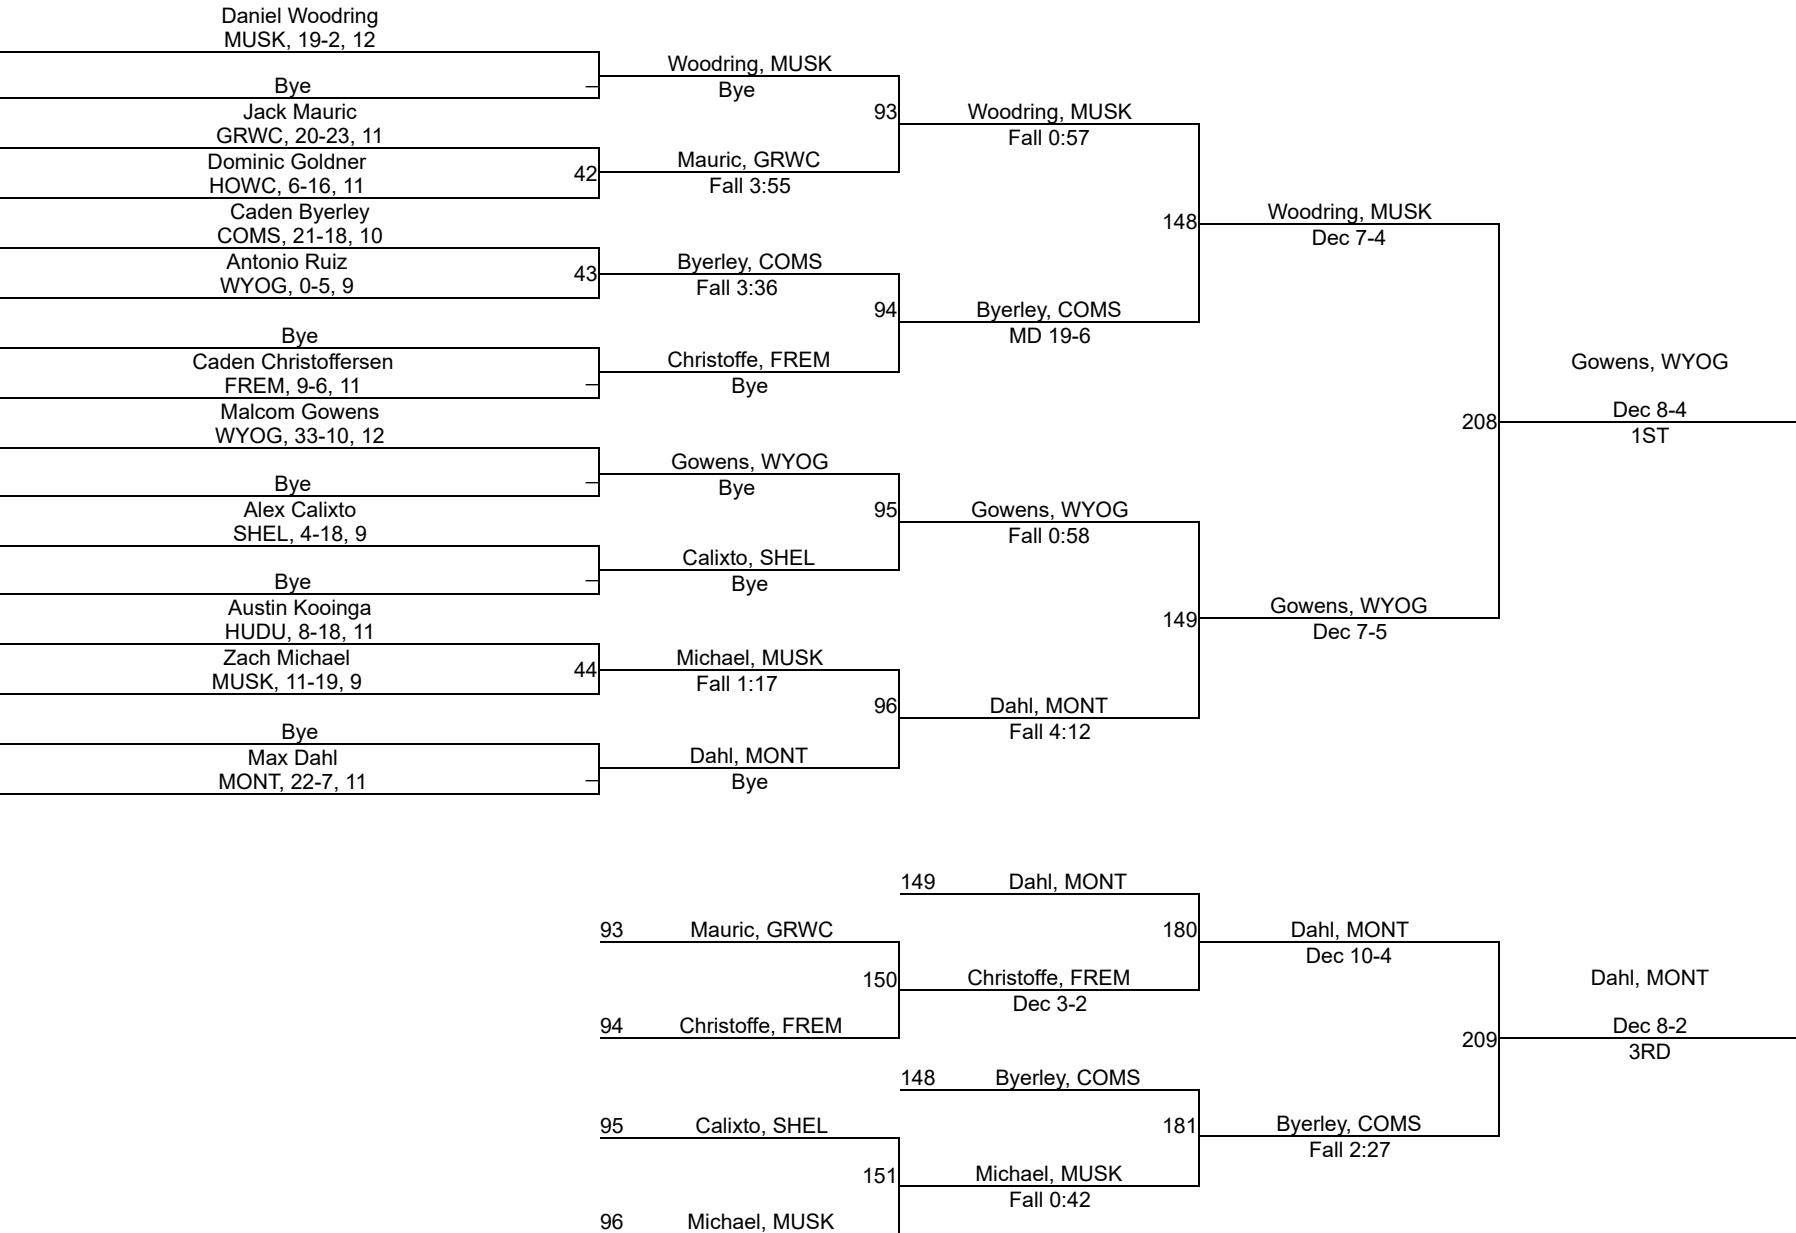 Daniel Woodring
MUSK, 19-2, 12
Bye
–
Jack Mauric
GRWC, 20-23, 11
Dominic Goldner
HOWC, 6-16, 11
42
Caden Byerley
COMS, 21-18, 10
Antonio Ruiz
WYOG, 0-5, 9
43
Bye
Caden Christoffersen
FREM, 9-6, 11
–
Malcom Gowens
WYOG, 33-10, 12
Bye
–
Alex Calixto
SHEL, 4-18, 9
Bye
–
Austin Kooinga
HUDU, 8-18, 11
Zach Michael
MUSK, 11-19, 9
44
Bye
Max Dahl
MONT, 22-7, 11
–
Woodring, MUSK
Bye
93
Mauric, GRWC
Fall 3:55
Byerley, COMS
Fall 3:36
94
Christoffe, FREM
Bye
Gowens, WYOG
Bye
95
Calixto, SHEL
Bye
Michael, MUSK
Fall 1:17
96
Dahl, MONT
Bye
Woodring, MUSK
Fall 0:57
148
Byerley, COMS
MD 19-6
Gowens, WYOG
Fall 0:58
149
Dahl, MONT
Fall 4:12
Woodring, MUSK
Dec 7-4
208
Gowens, WYOG
Dec 7-5
Gowens, WYOG
Dec 8-4
1ST
149 Dahl, MONT
93 Mauric, GRWC
180
150
Christoffe, FREM
Dec 3-2
94 Christoffe, FREM
Dahl, MONT
Dec 10-4
148 Byerley, COMS
95 Calixto, SHEL
181
151
Michael, MUSK
Fall 0:42
96 Michael, MUSK
Byerley, COMS
Fall 2:27
209
Dahl, MONT
Dec 8-2
3RD